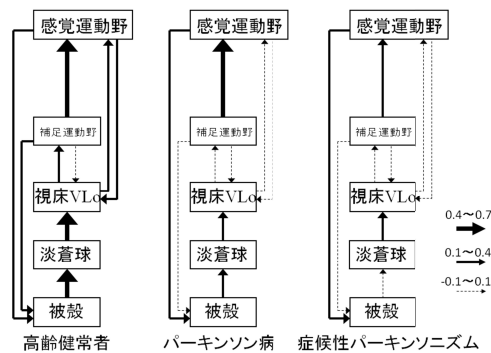 感覚運動野
補足運動野
視床VLo
淡蒼球
被殻
高齢健常者
感覚運動野
補足運動野
視床VLo
淡蒼球
被殻
パーキンソン病
感覚運動野
補足運動野
視床VLo
淡蒼球
被殻
症候性パーキンソニズム
0.4～0.7
0.1～0.4
-0.1～0.1